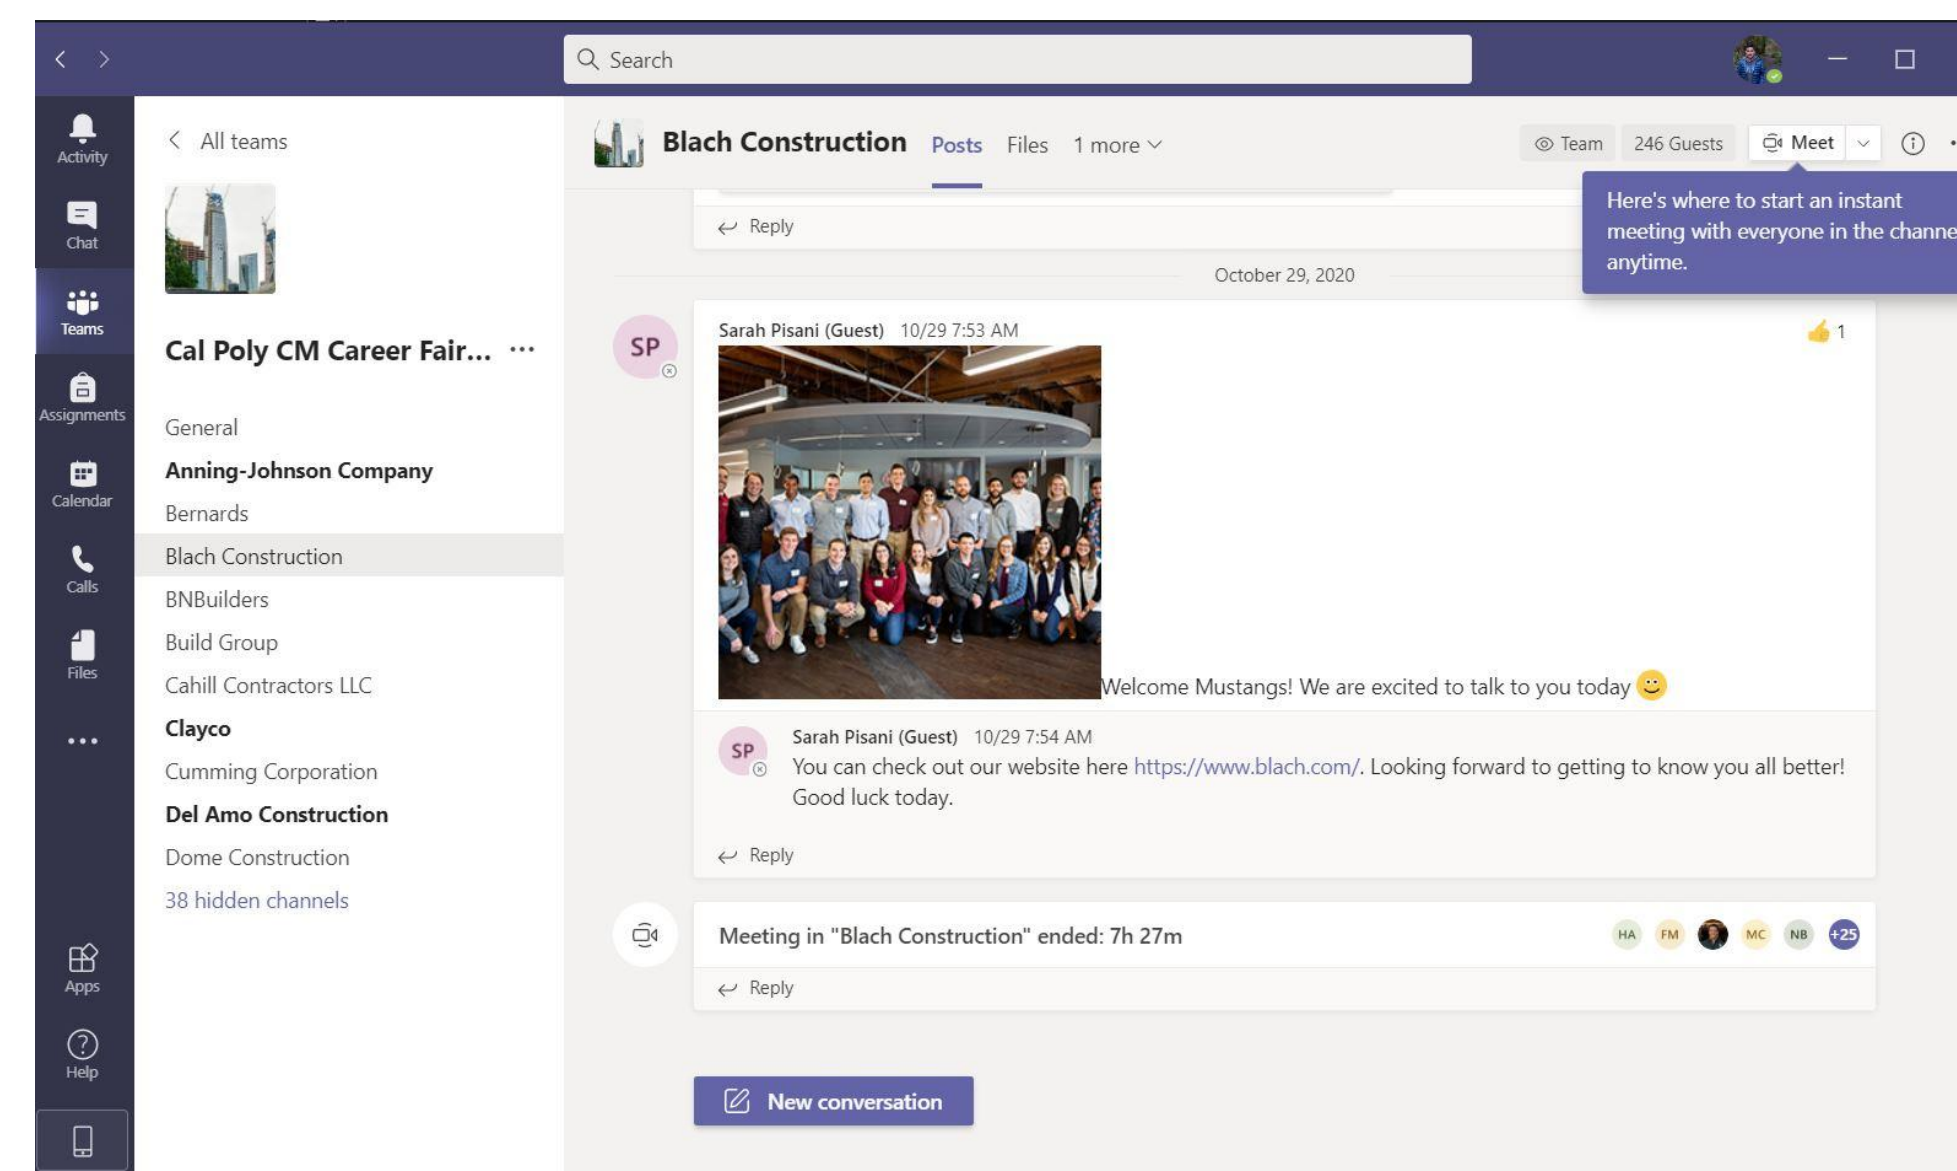 Search
Activity
Chat
Teams
Assignments
Calendar
Calls
Files
Apps
Help
All teams
Cal Poly CM Career Fair...
General
Anning-Johnson Company
Bernards
Blach Construction
BNBuilders
Build Group
Cahill Contractors LLC
Clayco
Cumming Corporation
Del Amo Construction
Dome Construction
38 hidden channels
Blach Construction Posts Files 1 more
Team 246 Guests Meet
Here's where to start an instant
meeting with everyone in the channe
anytime.
Reply
October 29, 2020
SP
Sarah Pisani (Guest) 10/29 7:53 AM
1
Welcome Mustangs! We are excited to talk to you today
SP
Sarah Pisani (Guest) 10/29 7:54 AM
You can check out our website here https://www.blach.com/. Looking forward to getting to know you all better!
Good luck today.
Reply
Meeting in "Blach Construction" ended: 7h 27m
HA FM MC NB +25
Reply
New conversation